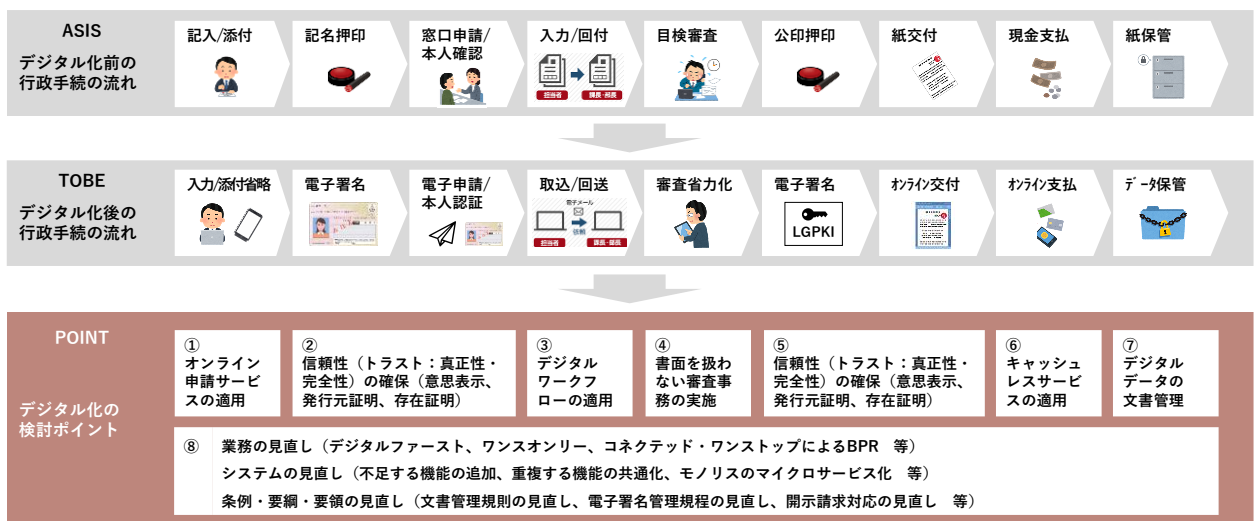 ASIS
デジタル化前の
行政手続の流れ
記入/添付
記名押印
窓口申請/
本人確認
入力/回付
担当者
課長・部長
目検審査
公印押印
紙交付
現金支払
紙保管
TOBE
デジタル化後の
行政手続の流れ
入力/添付省略
電子署名
電子申請/
本人認証
取込/回送
電子メール
依頼
担当者
課長・部長
審査省力化
電子署名
LGPKI
オンライン交付
オンライン支払
データ保管
POINT
デジタル化の
検討ポイント
①
オンライン
申請サービ
スの適用
②
信頼性（トラスト：真正性・
完全性）の確保（意思表示、
発行元証明、存在証明）
③
デジタル
ワークフ
ローの適用
④
書面を扱わ
ない審査事
務の実施
⑤
信頼性（トラスト：真正性・
完全性）の確保（意思表示、
発行元証明、存在証明）
⑥
キャッシュ
レスサービ
スの適用
⑦
デジタル
データの
文書管理
⑧ 業務の見直し（デジタルファースト、ワンスオンリー、コネクテッド・ワンストップによるBPR　等）
システムの見直し（不足する機能の追加、重複する機能の共通化、モノリスのマイクロサービス化　等）
条例・要綱・要領の見直し（文書管理規則の見直し、電子署名管理規程の見直し、開示請求対応の見直し　等）